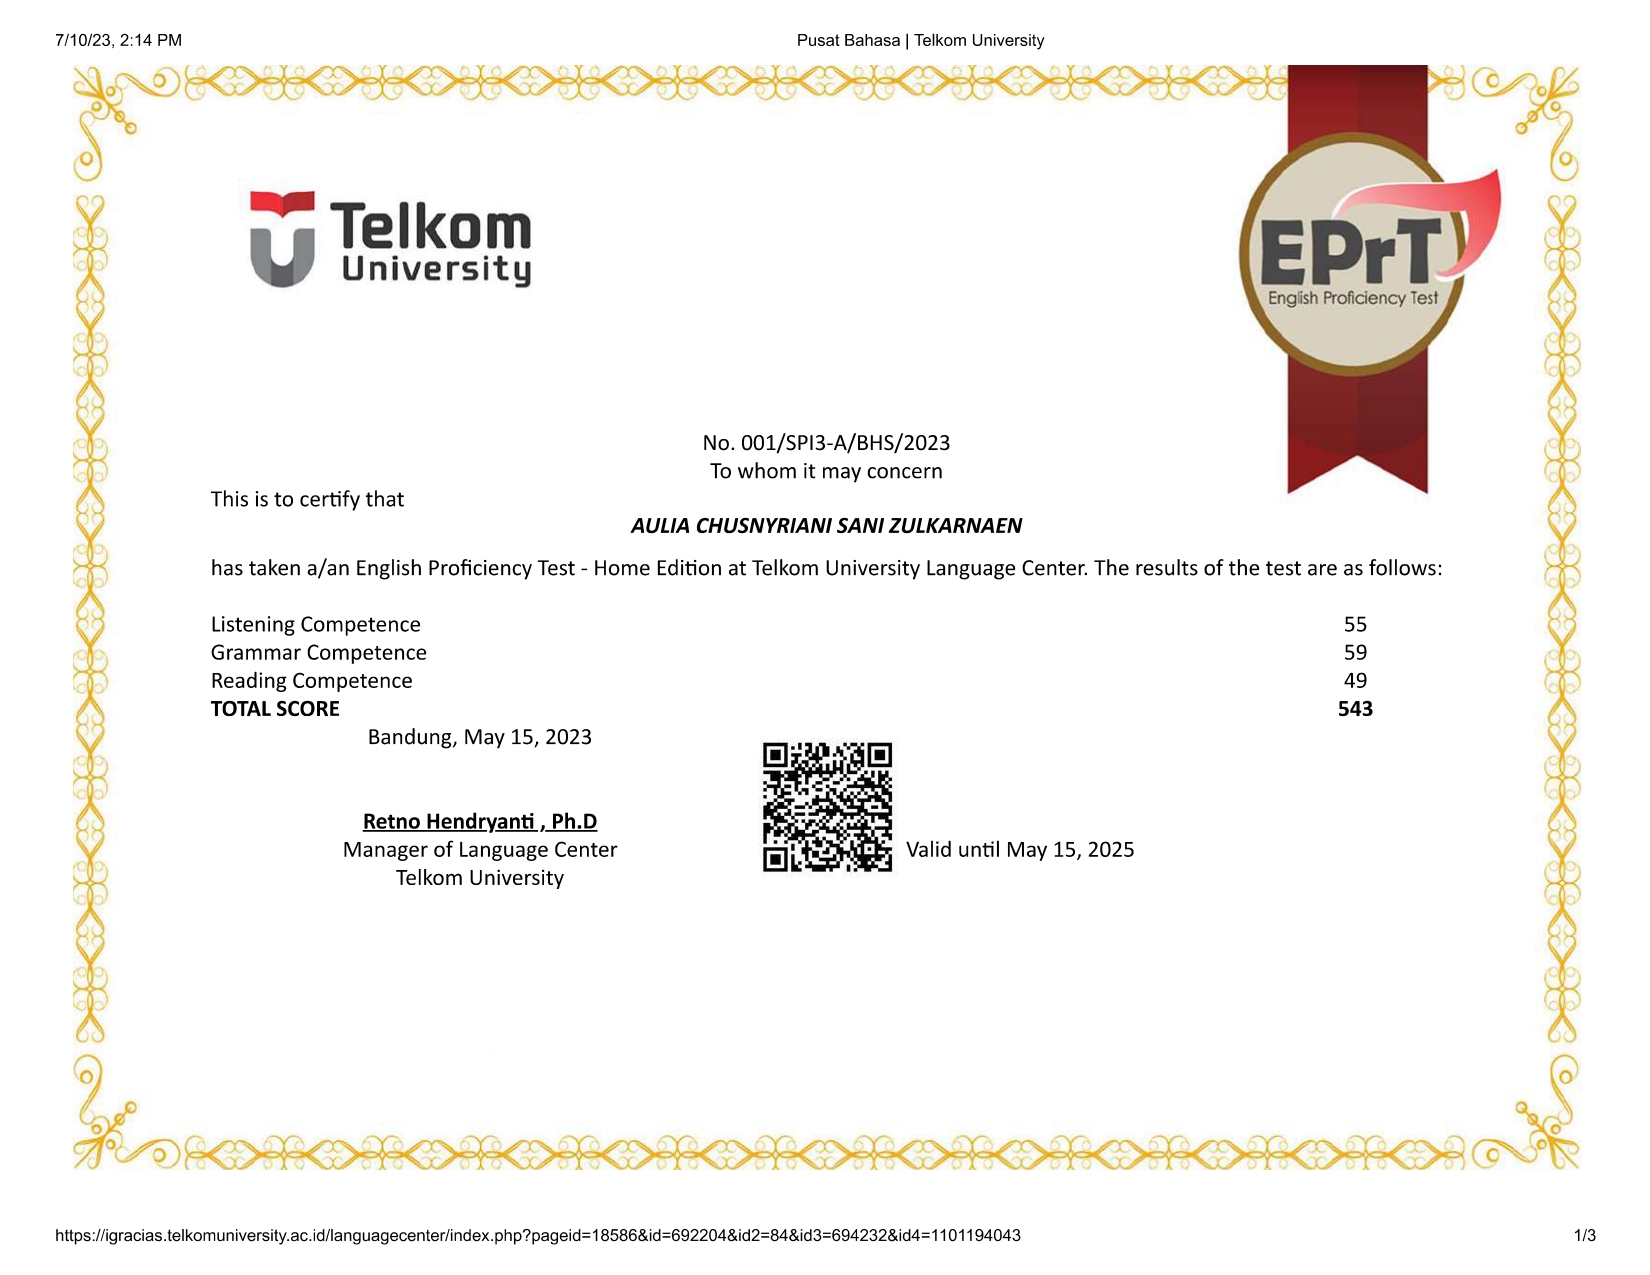 7/10/23, 2:14 PM
Pusat Bahasa | Telkom University
Telkom
University
EPrT
English Proficiency Test
No. 001/SPI3-A/BHS/2023
To whom it may concern
This is to certify that
AULIA CHUSNYRIANI SANI ZULKARNAEN
has taken a/an English Proficiency Test - Home Edition at Telkom University Language Center. The results of the test are as follows:
Listening Competence 55
Grammar Competence 59
Reading Competence 49
TOTAL SCORE 543
Bandung, May 15, 2023
Retno Hendryanti , Ph.D
Manager of Language Center
Telkom University
Valid until May 15, 2025
https://igracias.telkomuniversity.ac.id/languagecenter/index.php?pageid=18586&id=692204&id2=84&id3=694232&id4=1101194043
1/3